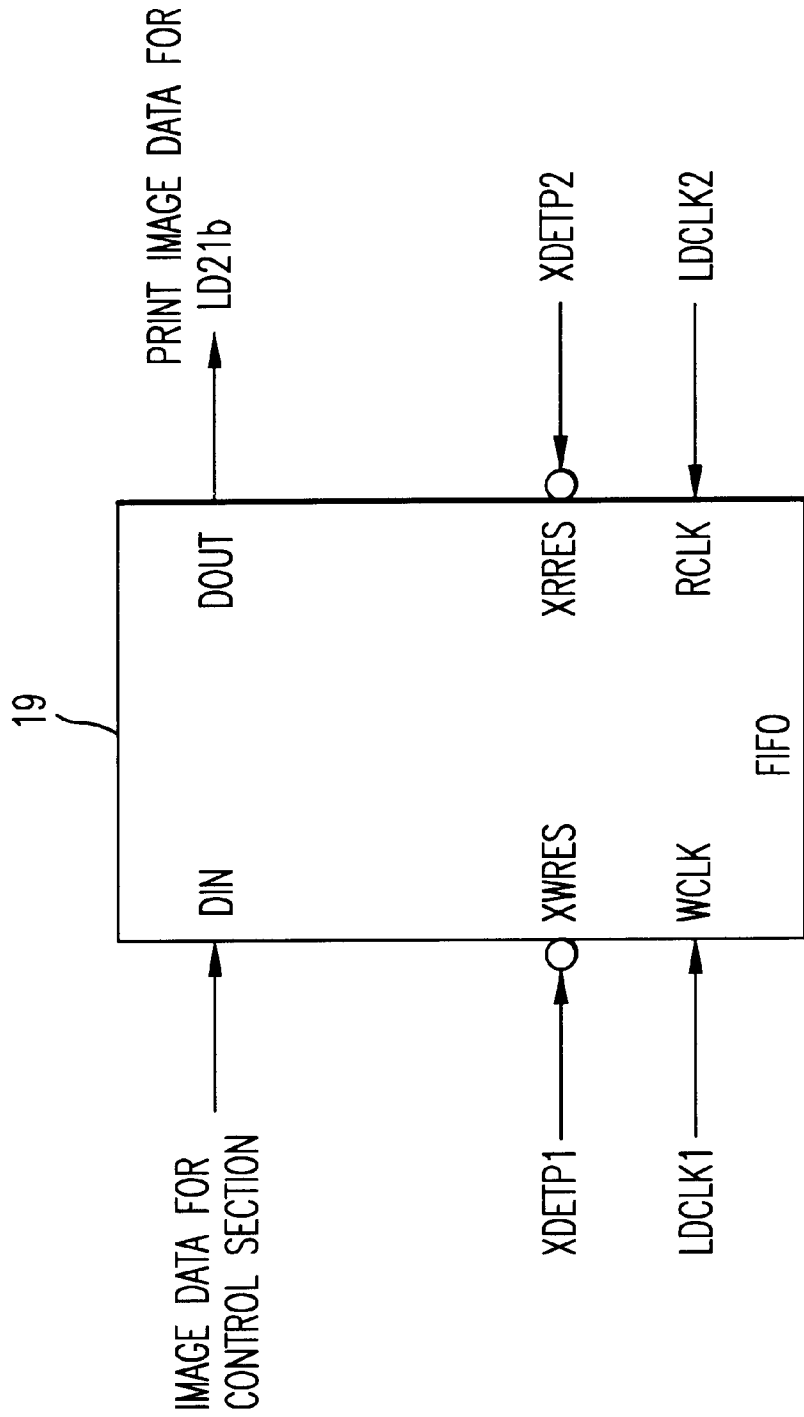 19
IMAGE DATA FOR
CONTROL SECTION
DIN
DOUT
PRINT IMAGE DATA FOR
LD21b
XDETP1
XWRES
XRRES
XDETP2
LDCLK1
WCLK
RCLK
LDCLK2
FIFO